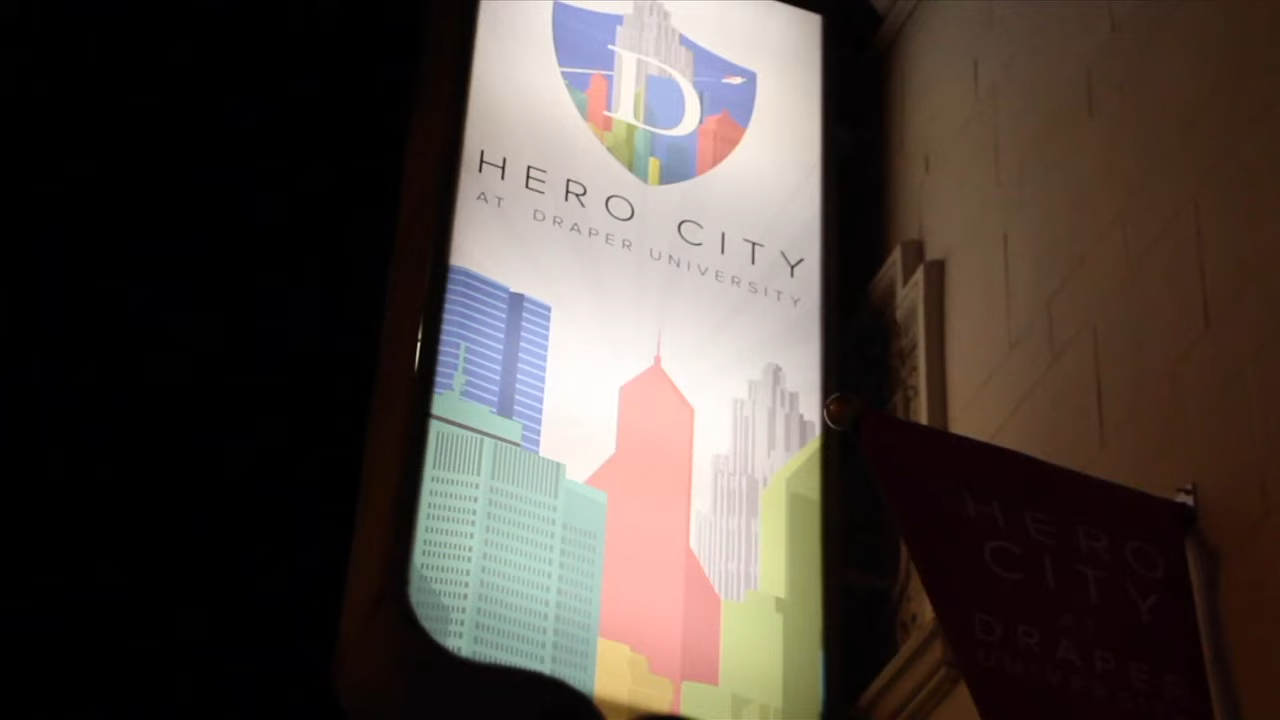 D
HERO CITY
AT DRAPER UNIVERSITY
HERO
CITY
AT
DRAPER
UNIVERSITY